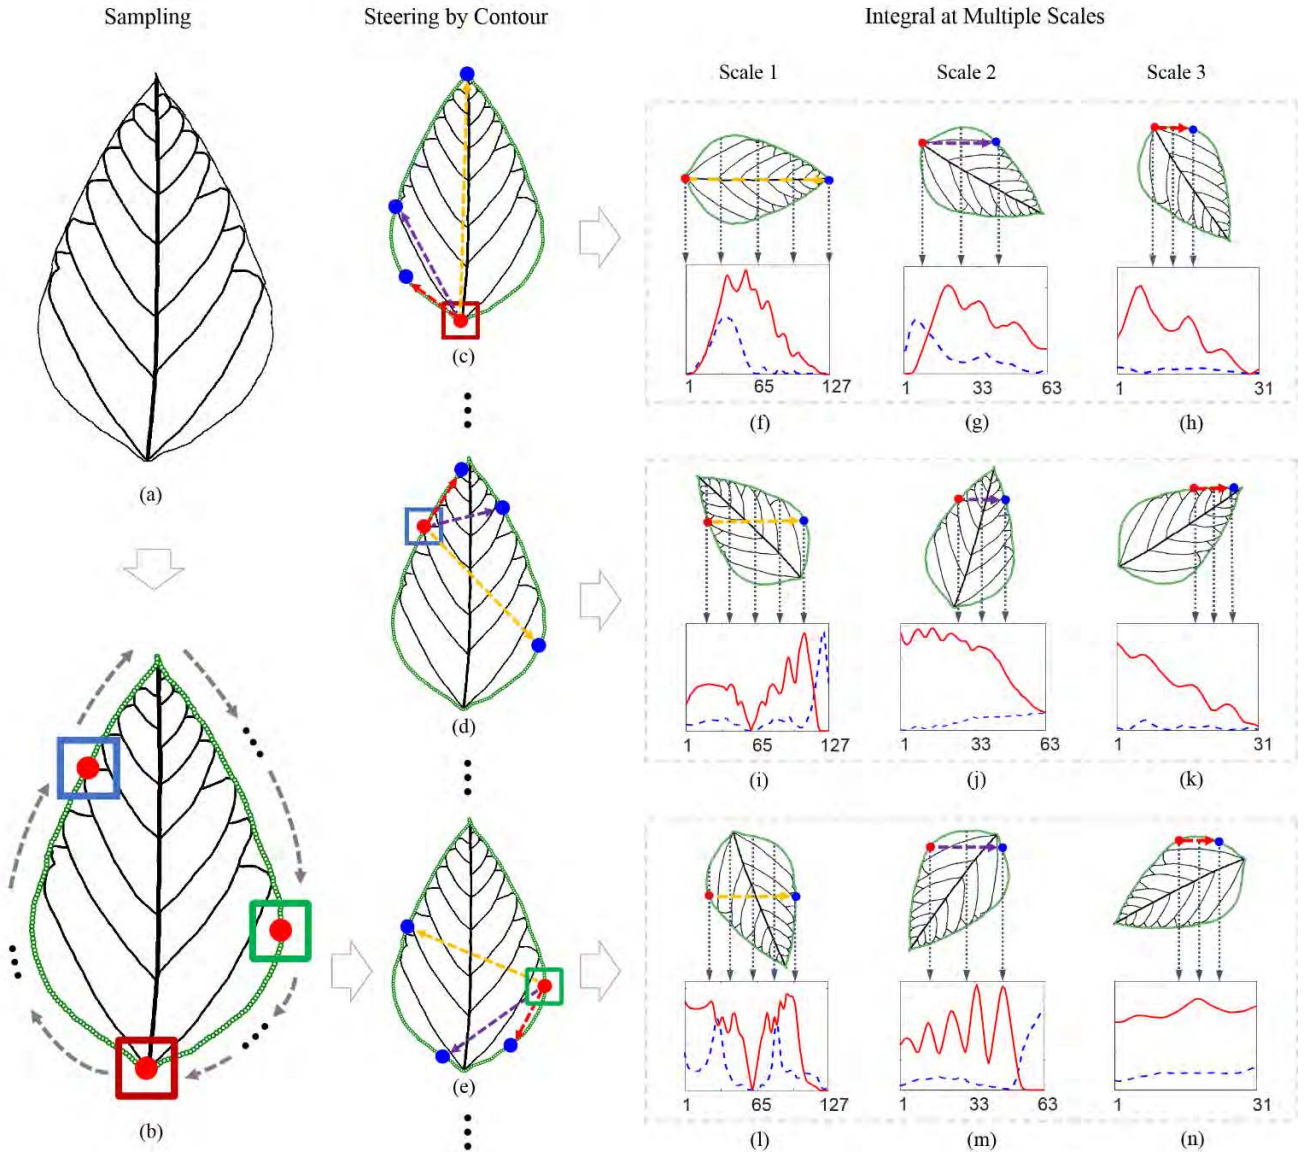 Sampling
Steering by Contour
Integral at Multiple Scales
Scale 1
Scale 2
Scale 3
(a)
(b)
(c)
(d)
(e)
1
65
127
1
33
63
1
31
(f)
(g)
(h)
1
65
127
1
33
63
1
31
(i)
(j)
(k)
1
65
127
1
33
63
1
31
(l)
(m)
(n)